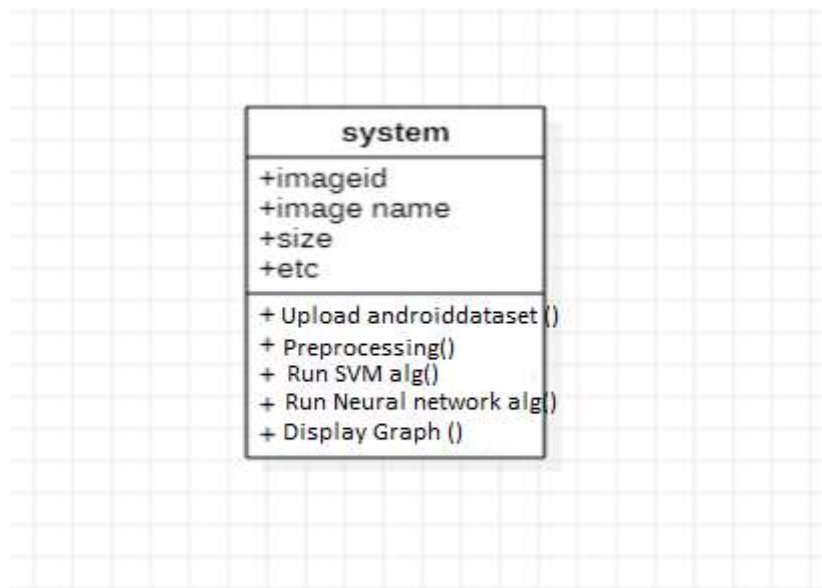 system
+imageid
+image name
+size
+etc
+ Upload androiddataset ()
+ Preprocessing()
+ Run SVM alg()
+ Run Neural network alg()
+ Display Graph ()